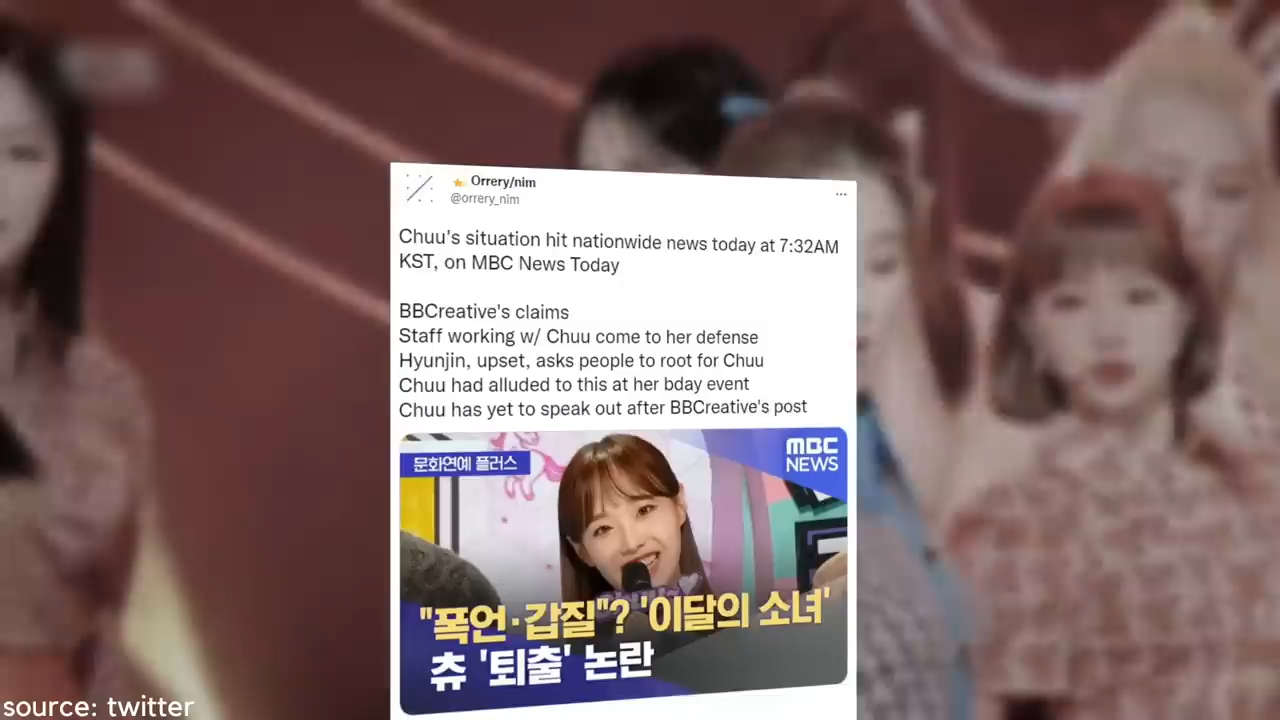 Orrery/nim
@orrery_nim
Chuu's situation hit nationwide news today at 7:32AM
KST, on MBC News Today
BBCreative's claims
Staff working w/ Chuu come to her defense
Hyunjin, upset, asks people to root for Chuu
Chuu had alluded to this at her bday event
Chuu has yet to speak out after BBCreative's post
문화연예 플러스
MBC
NEWS
"폭언·갑질"? '이달의 소녀'
츄 '퇴출' 논란
source: twitter